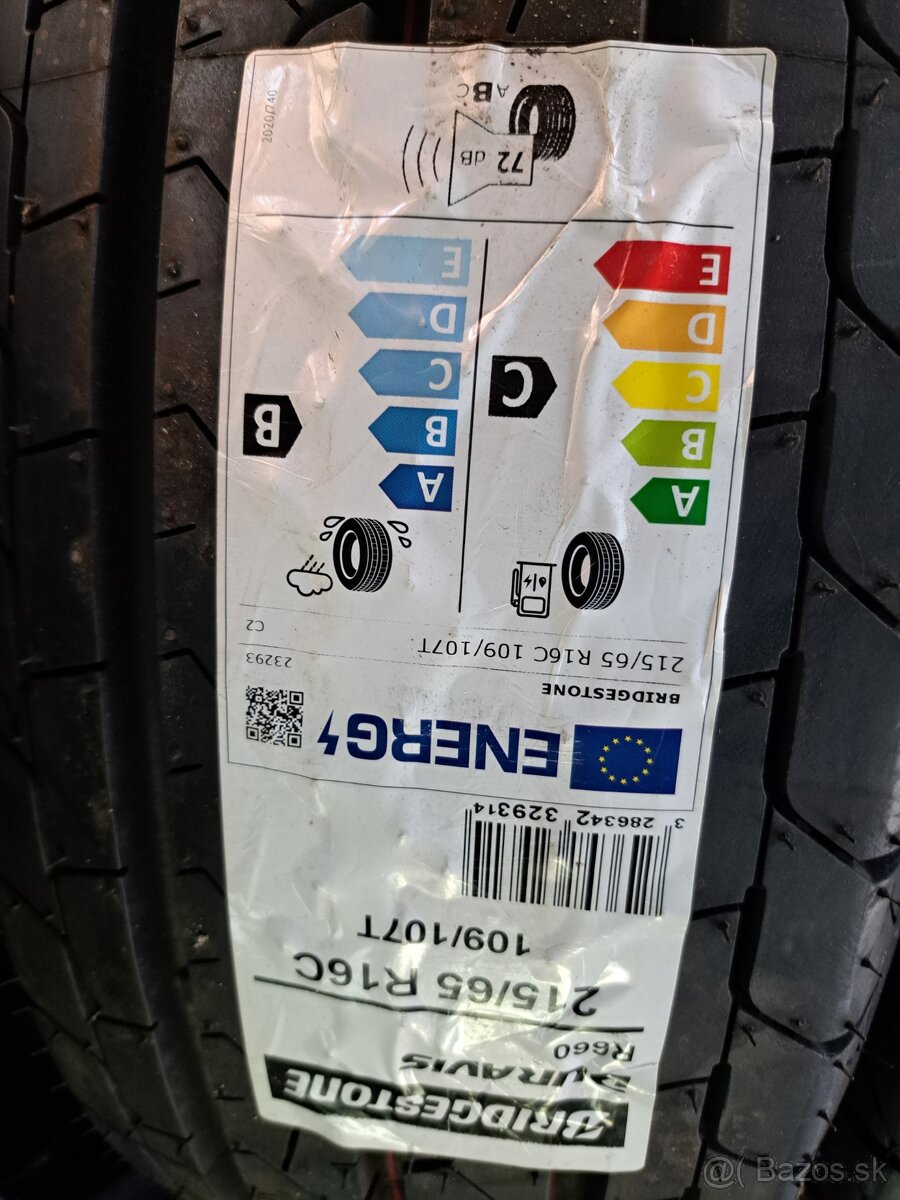 BRIDGESTONE
DURAVIS
R660
215/65 R16C
109/107T
3 286342 329314
ENERG
BRIDGESTONE
23293
215/65 R16C 109/107T
C2
A
B
C
D
E
C
A
B
C
D
E
B
72 dB
ABC
2020/740
@( Bazos.sk